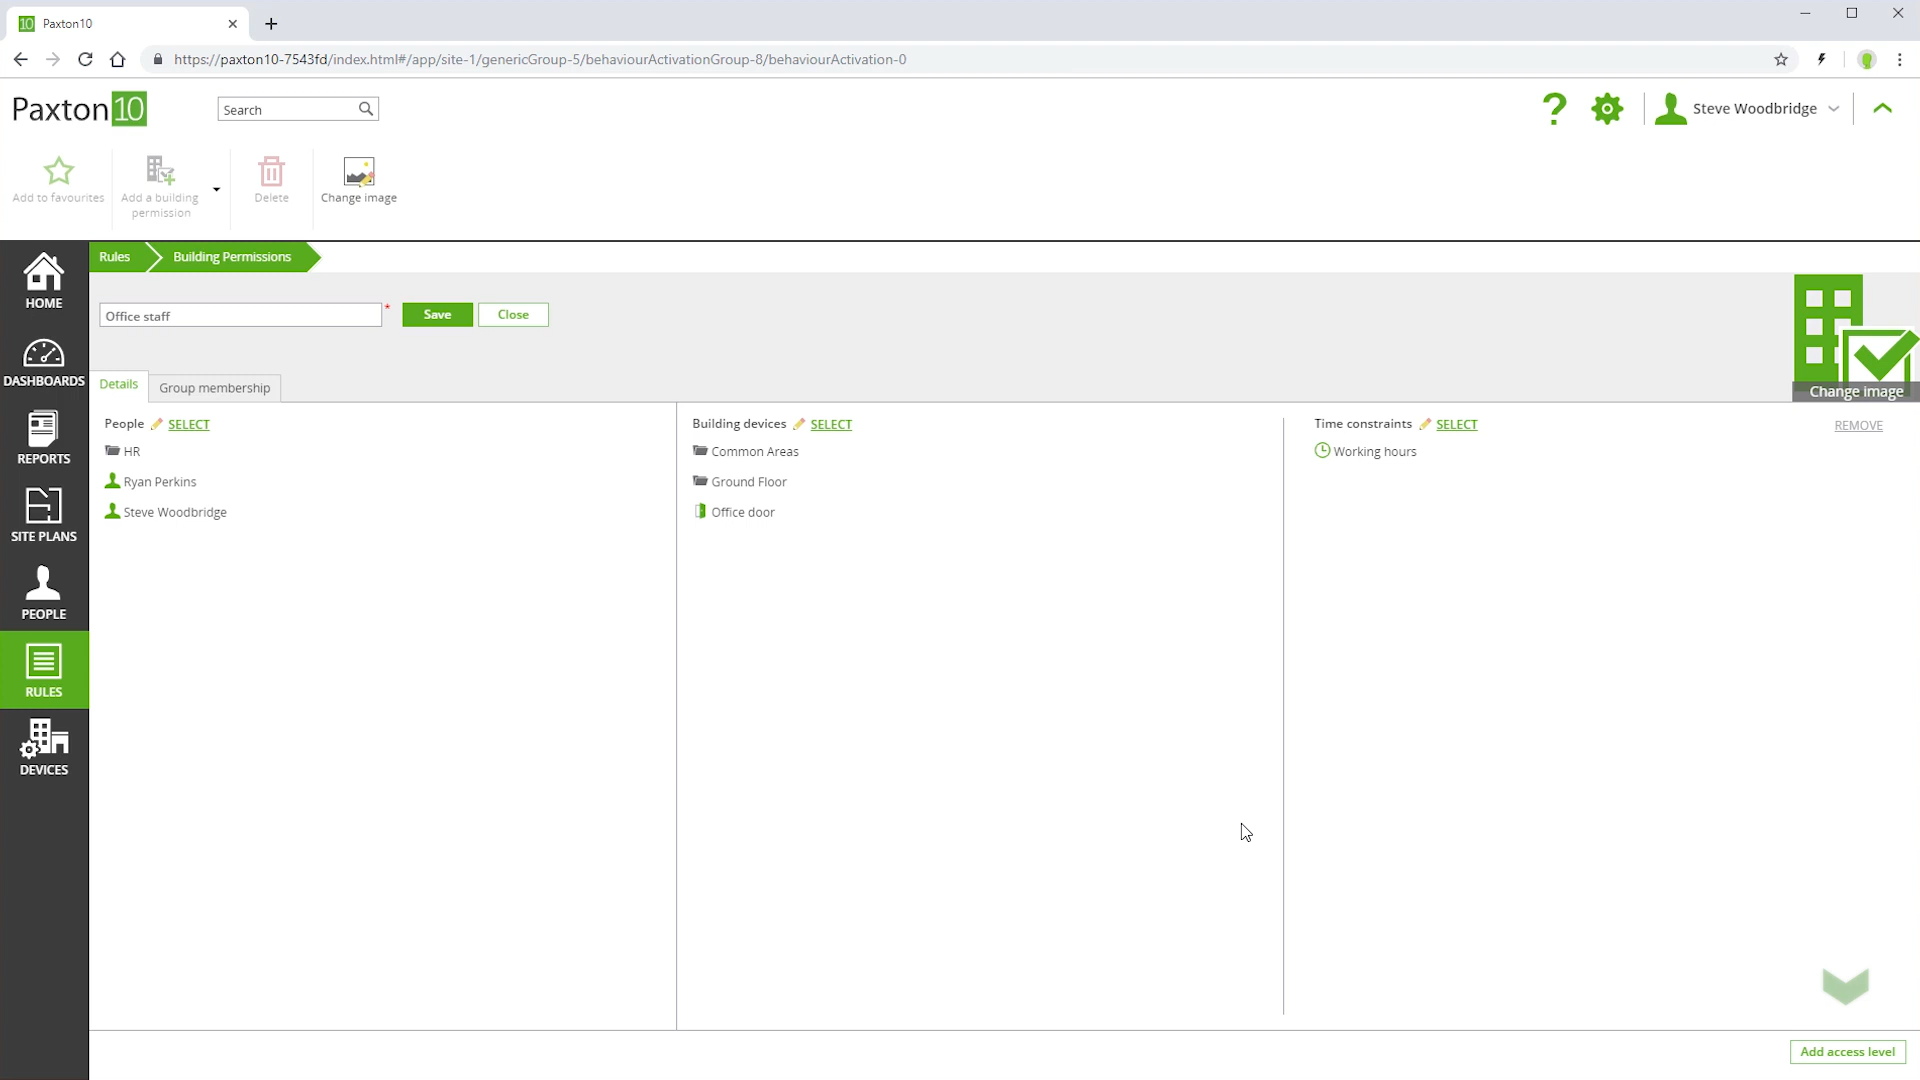 10 Paxton10
https://paxton10-7543fd/index.html#/app/site-1/genericGroup-5/behaviourActivationGroup-8/behaviourActivation-0
Paxton 10
Search
? Steve Woodbridge
Add to favourites
Add a building
permission
Delete
Change image
Rules
Building Permissions
HOME
DASHBOARDS
REPORTS
SITE PLANS
PEOPLE
RULES
DEVICES
Office staff *
Save
Close
Change image
Details
Group membership
People SELECT
HR
Ryan Perkins
Steve Woodbridge
Building devices SELECT
Common Areas
Ground Floor
Office door
Time constraints SELECT
REMOVE
Working hours
Add access level